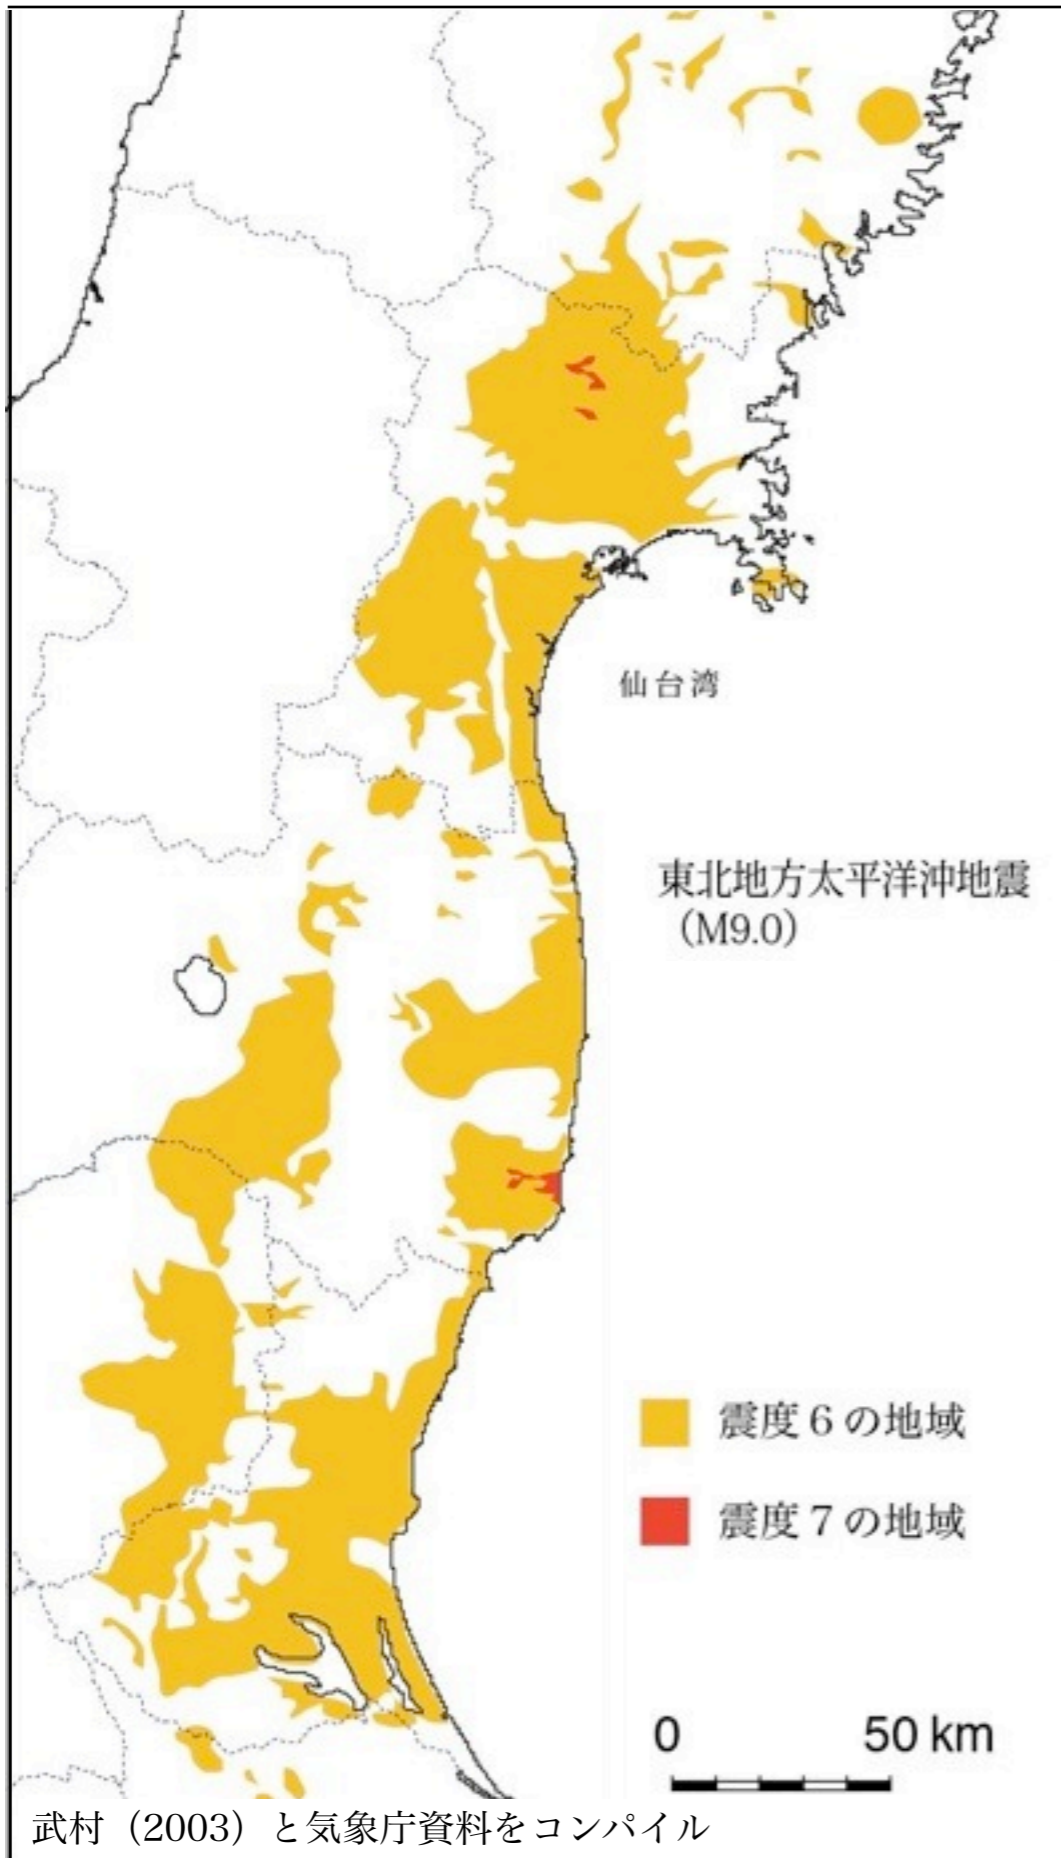 仙台湾
東北地方太平洋沖地震
（M9.0）
震度６の地域
震度７の地域
0 50 km
武村（2003）と気象庁資料をコンパイル